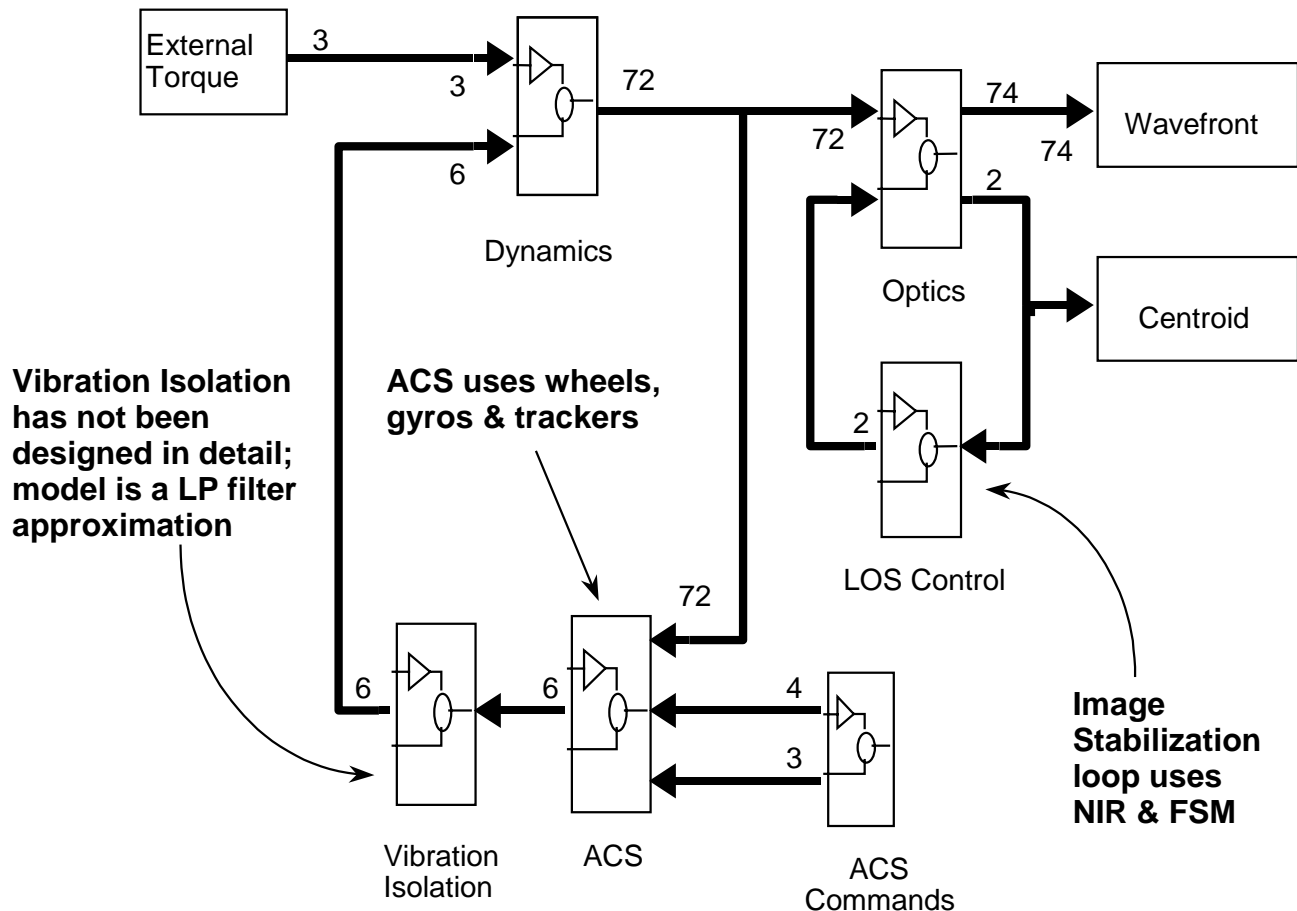 External
Torque
3
3
6
72
Dynamics
72
74
74
2
Wavefront
Optics
Centroid
Vibration Isolation
has not been
designed in detail;
model is a LP filter
approximation
ACS uses wheels,
gyros & trackers
2
LOS Control
72
6
6
4
3
Image
Stabilization
loop uses
NIR & FSM
Vibration
Isolation
ACS
ACS
Commands